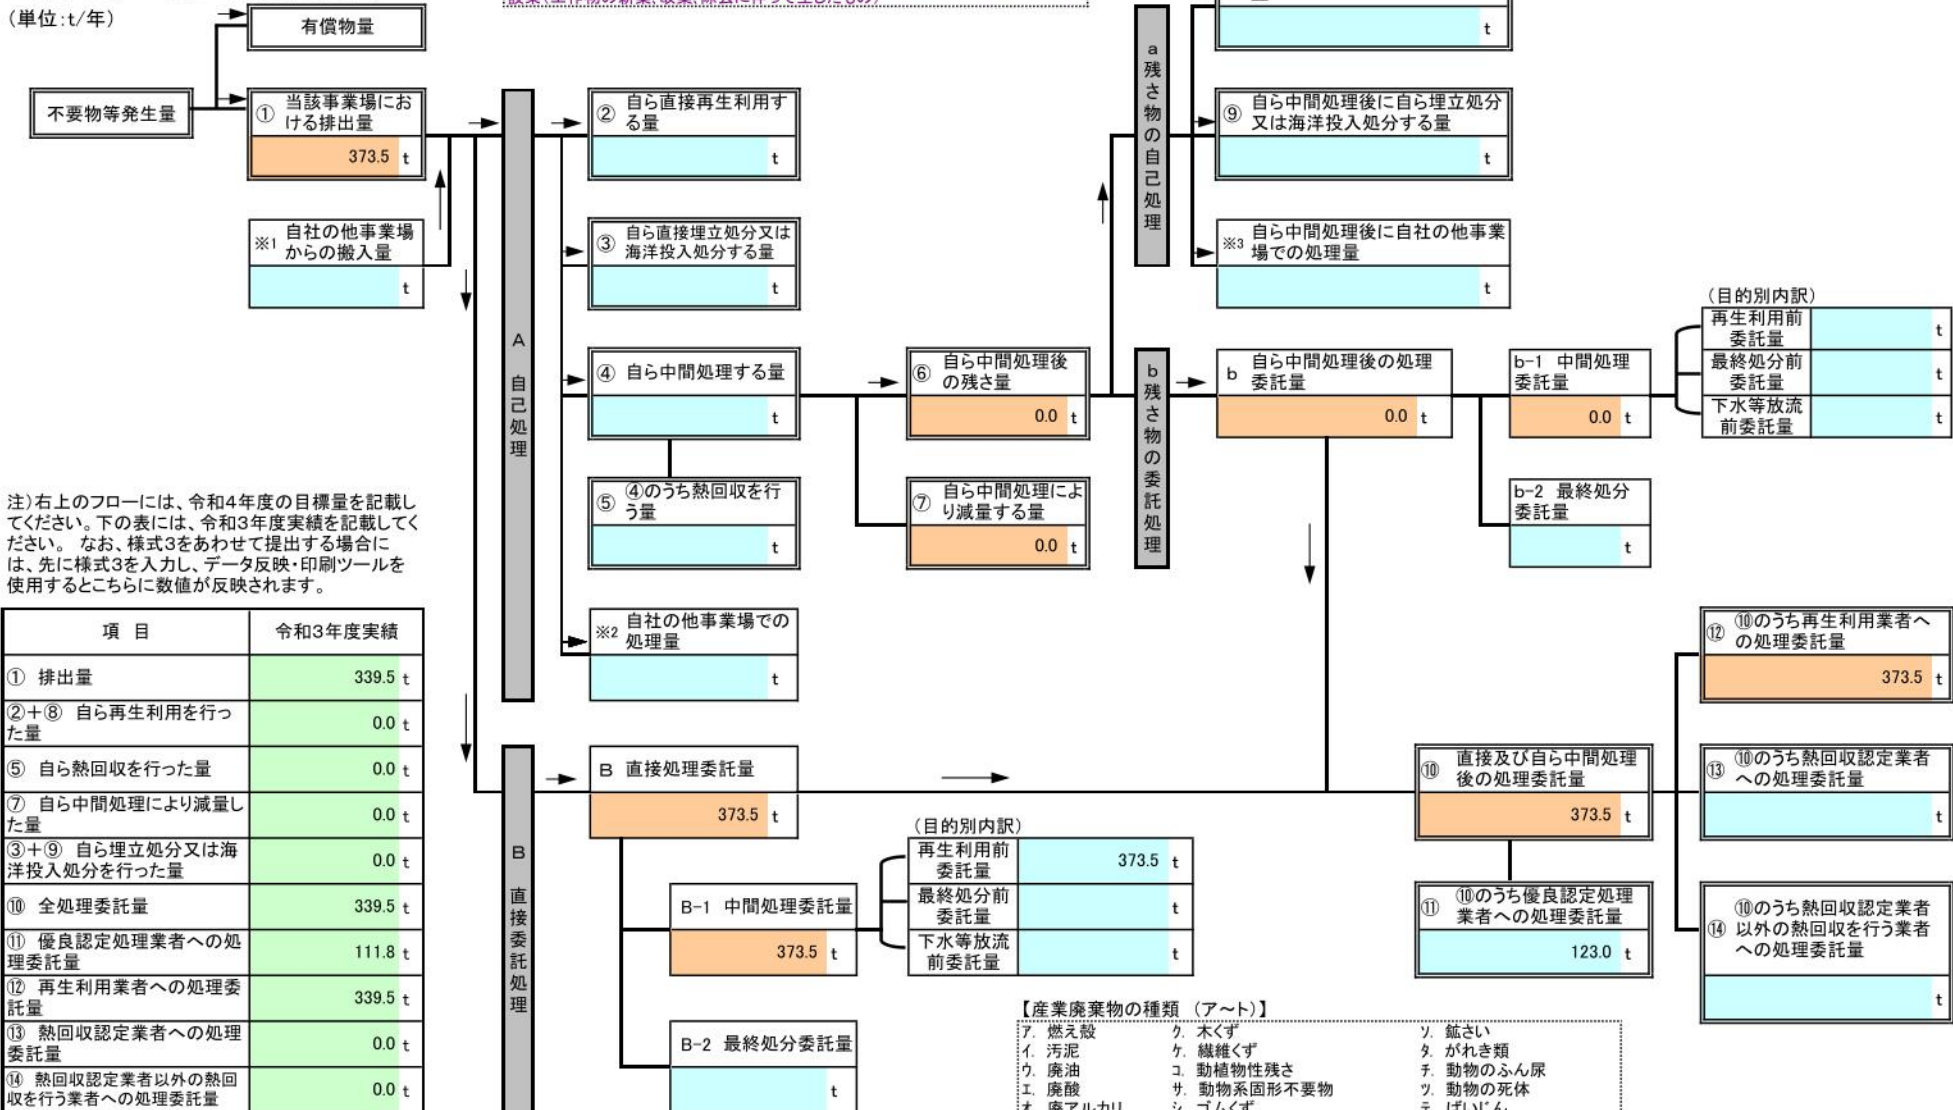 (単位:t/年)
有償物量
不要物等発生量
① 当該事業場にお
ける排出量
373.5 t
※1 自社の他事業場
からの搬入量
t
A 自己処理
② 自ら直接再生利用す
る量
t
③ 自ら直接埋立処分又は
海洋投入処分する量
t
④ 自ら中間処理する量
t
⑤ ④のうち熱回収を行
う量
t
※2 自社の他事業場での
処理量
t
⑥ 自ら中間処理後
の残さ量
0.0 t
⑦ 自ら中間処理によ
り減量する量
0.0 t
a 残さ物の自己処理
t
⑨ 自ら中間処理後に自ら埋立処分
又は海洋投入処分する量
t
※3 自ら中間処理後に自社の他事業
場での処理量
t
b 残さ物の委託処理
b 自ら中間処理後の処理
委託量
0.0 t
b-1 中間処理
委託量
0.0 t
b-2 最終処分
委託量
t
(目的別内訳)
再生利用前
委託量
t
最終処分前
委託量
t
下水等放流
前委託量
t
注)右上のフローには、令和4年度の目標量を記載し
てください。下の表には、令和3年度実績を記載してく
ださい。 なお、様式3をあわせて提出する場合に
は、先に様式3を入力し、データ反映・印刷ツールを
使用するとこちらに数値が反映されます。
項 目 令和3年度実績
① 排出量 339.5 t
②+⑧ 自ら再生利用を行っ
た量 0.0 t
⑤ 自ら熱回収を行った量 0.0 t
⑦ 自ら中間処理により減量し
た量 0.0 t
③+⑨ 自ら埋立処分又は海
洋投入処分を行った量 0.0 t
⑩ 全処理委託量 339.5 t
⑪ 優良認定処理業者への処
理委託量 111.8 t
⑫ 再生利用業者への処理委
託量 339.5 t
⑬ 熱回収認定業者への処理
委託量 0.0 t
⑭ 熱回収認定業者以外の熱回
収を行う業者への処理委託量 0.0 t
B 直接委託処理
B 直接処理委託量
373.5 t
B-1 中間処理委託量
373.5 t
B-2 最終処分委託量
t
(目的別内訳)
再生利用前
委託量
373.5 t
最終処分前
委託量
t
下水等放流
前委託量
t
⑩ 直接及び自ら中間処理
後の処理委託量
373.5 t
⑪ ⑩のうち優良認定処理
業者への処理委託量
123.0 t
⑫ ⑩のうち再生利用業者へ
の処理委託量
373.5 t
⑬ ⑩のうち熱回収認定業者
への処理委託量
t
⑭ ⑩のうち熱回収認定業者
以外の熱回収を行う業者
への処理委託量
t
【産業廃棄物の種類 (ア~ト)】
ア. 燃え殻 ク. 木くず ソ. 鉱さい
イ. 汚泥 ケ. 繊維くず タ. がれき類
ウ. 廃油 コ. 動植物性残さ チ. 動物のふん尿
エ. 廃酸 サ. 動物系固形不要物 ツ. 動物の死体
オ. 廃アルカリ シ. ゴムくず テ. ばいじん